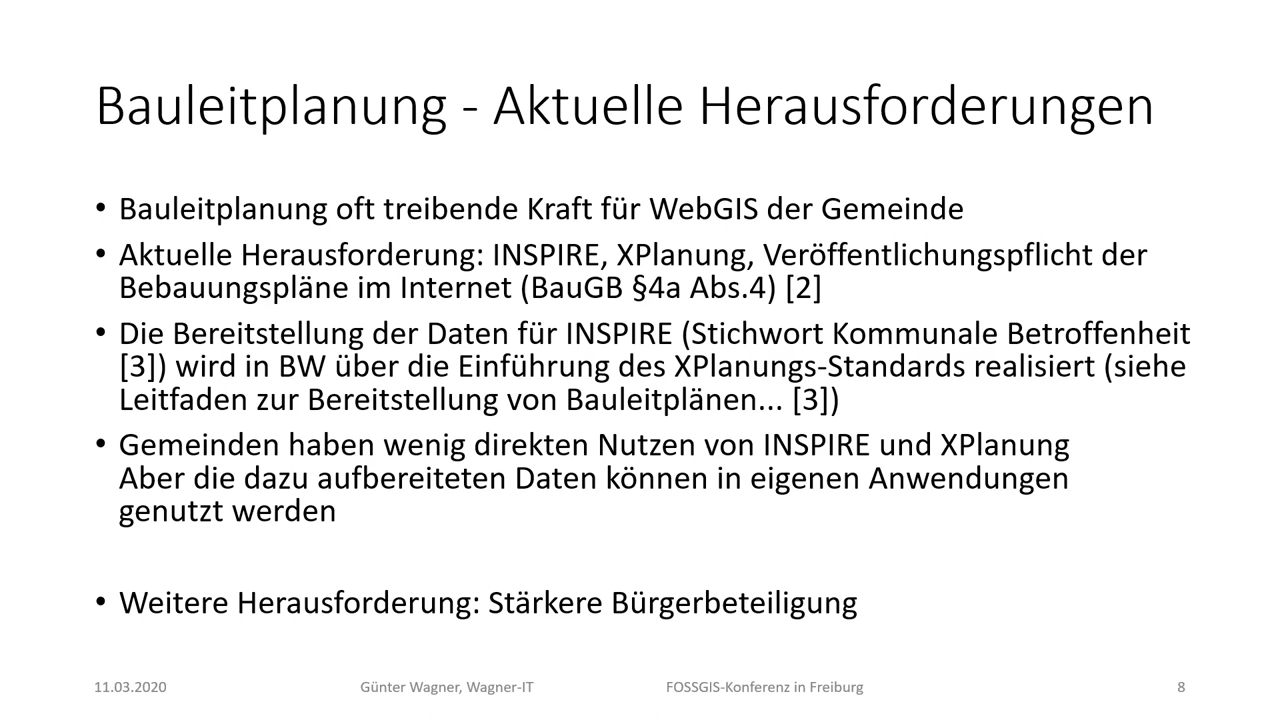 Bauleitplanung - Aktuelle Herausforderungen
• Bauleitplanung oft treibende Kraft für WebGIS der Gemeinde
• Aktuelle Herausforderung: INSPIRE, XPlanung, Veröffentlichungspflicht der
Bebauungspläne im Internet (BauGB §4a Abs.4) [2]
• Die Bereitstellung der Daten für INSPIRE (Stichwort Kommunale Betroffenheit
[3]) wird in BW über die Einführung des XPlanungs-Standards realisiert (siehe
Leitfaden zur Bereitstellung von Bauleitplänen... [3])
• Gemeinden haben wenig direkten Nutzen von INSPIRE und XPlanung
Aber die dazu aufbereiteten Daten können in eigenen Anwendungen
genutzt werden
• Weitere Herausforderung: Stärkere Bürgerbeteiligung
11.03.2020 Günter Wagner, Wagner-IT FOSSGIS-Konferenz in Freiburg 8